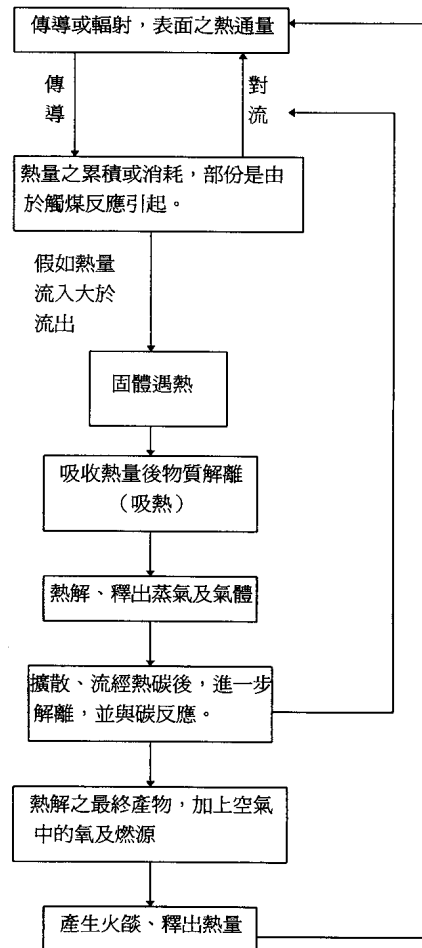 傳導或輻射，表面之熱通量
傳
導
對
流
熱量之累積或消耗，部份是由
於觸煤反應引起。
假如熱量
流入大於
流出
固體遇熱
吸收熱量後物質解離
（吸熱）
熱解、釋出蒸氣及氣體
擴散、流經熱碳後，進一步
解離，並與碳反應。
熱解之最終產物，加上空氣
中的氧及燃源
產生火燄、釋出熱量